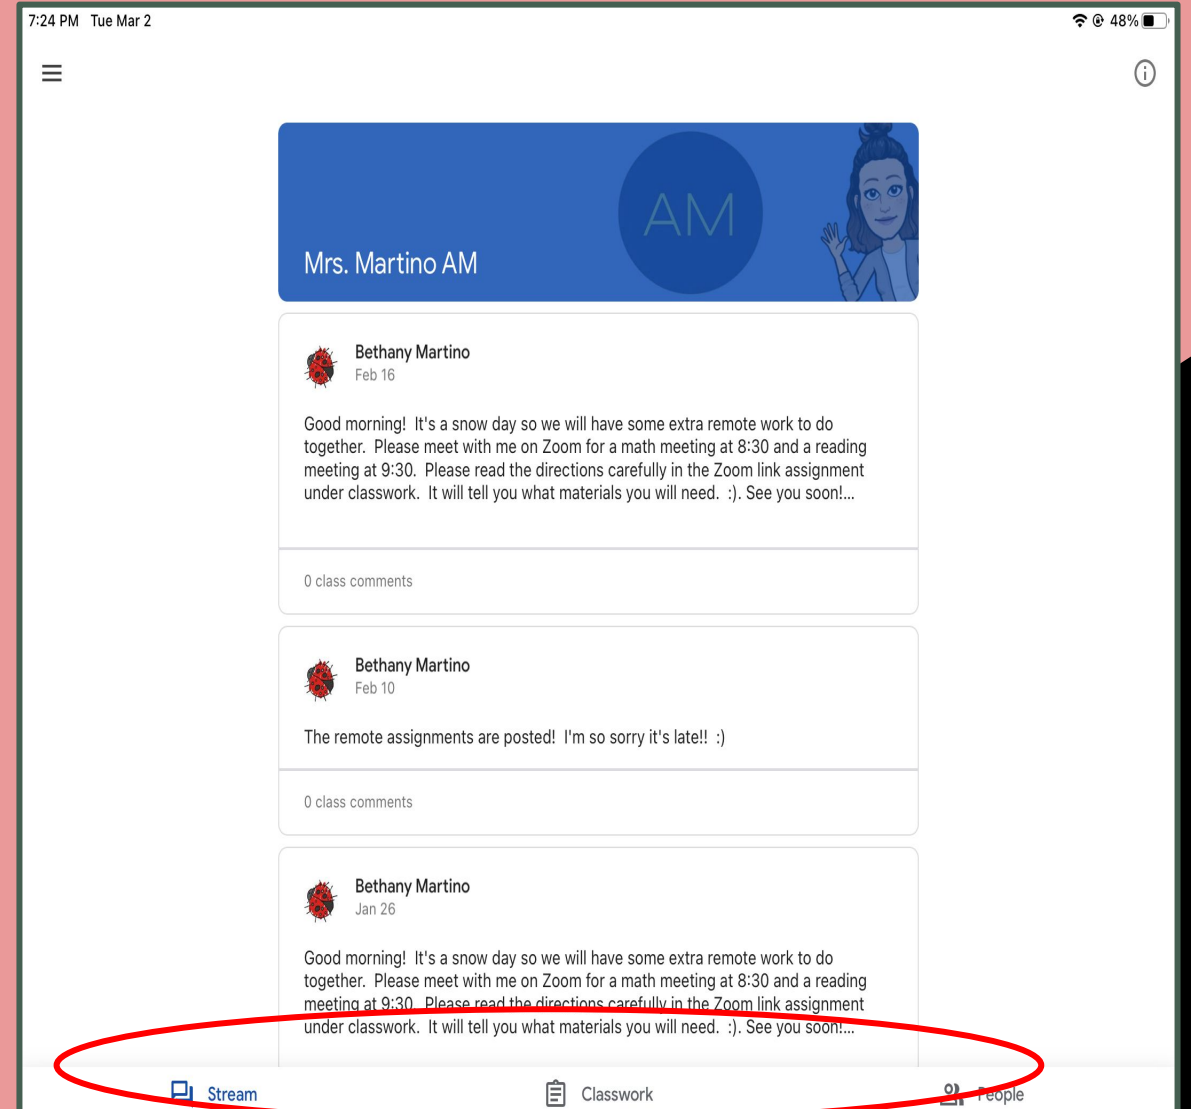 7:24 PM Tue Mar 2
48%
AM
Mrs. Martino AM
Bethany Martino
Feb 16
Good morning! It's a snow day so we will have some extra remote work to do
together. Please meet with me on Zoom for a math meeting at 8:30 and a reading
meeting at 9:30. Please read the directions carefully in the Zoom link assignment
under classwork. It will tell you what materials you will need. :). See you soon!...
0 class comments
Bethany Martino
Feb 10
The remote assignments are posted! I'm so sorry it's late!! :)
0 class comments
Bethany Martino
Jan 26
Good morning! It's a snow day so we will have some extra remote work to do
together. Please meet with me on Zoom for a math meeting at 8:30 and a reading
meeting at 9:30. Please read the directions carefully in the Zoom link assignment
under classwork. It will tell you what materials you will need. :). See you soon!...
Stream Classwork People